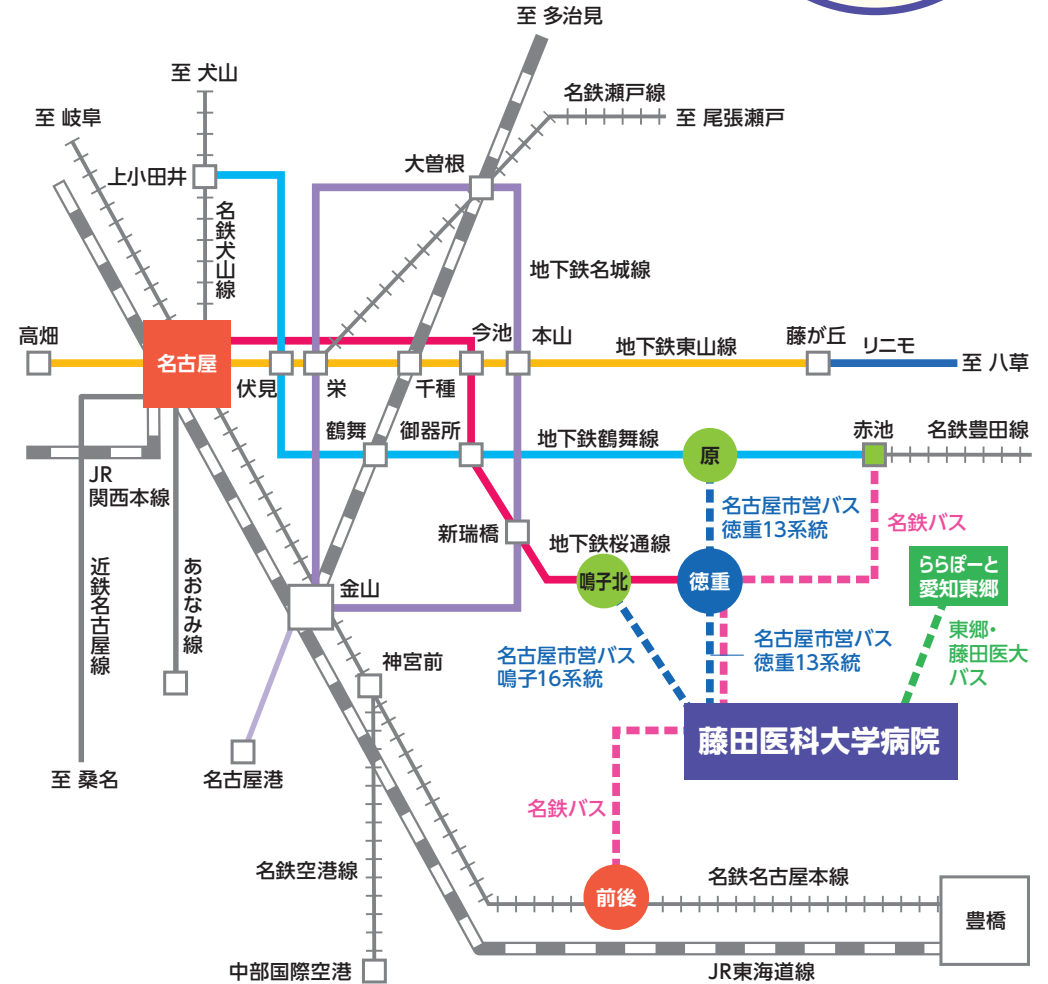 至 多治見
至 犬山
名鉄瀬戸線
至 岐阜
至 尾張瀬戸
大曽根
上小田井
名鉄犬山線
地下鉄名城線
高畑
名古屋
今池
本山
藤が丘
リニモ
地下鉄東山線
至 八草
伏見
栄
千種
鶴舞
御器所
地下鉄鶴舞線
原
赤池
名鉄豊田線
JR
関西本線
名古屋市営バス
徳重13系統
名鉄バス
新瑞橋
地下鉄桜通線
ららぽーと
愛知東郷
近鉄名古屋線
あおなみ線
金山
鳴子北
徳重
東郷・
藤田医大
バス
名古屋市営バス
徳重13系統
名古屋市営バス
鳴子16系統
神宮前
藤田医科大学病院
至 桑名
名古屋港
名鉄バス
名鉄空港線
名鉄名古屋本線
前後
豊橋
中部国際空港
JR東海道線